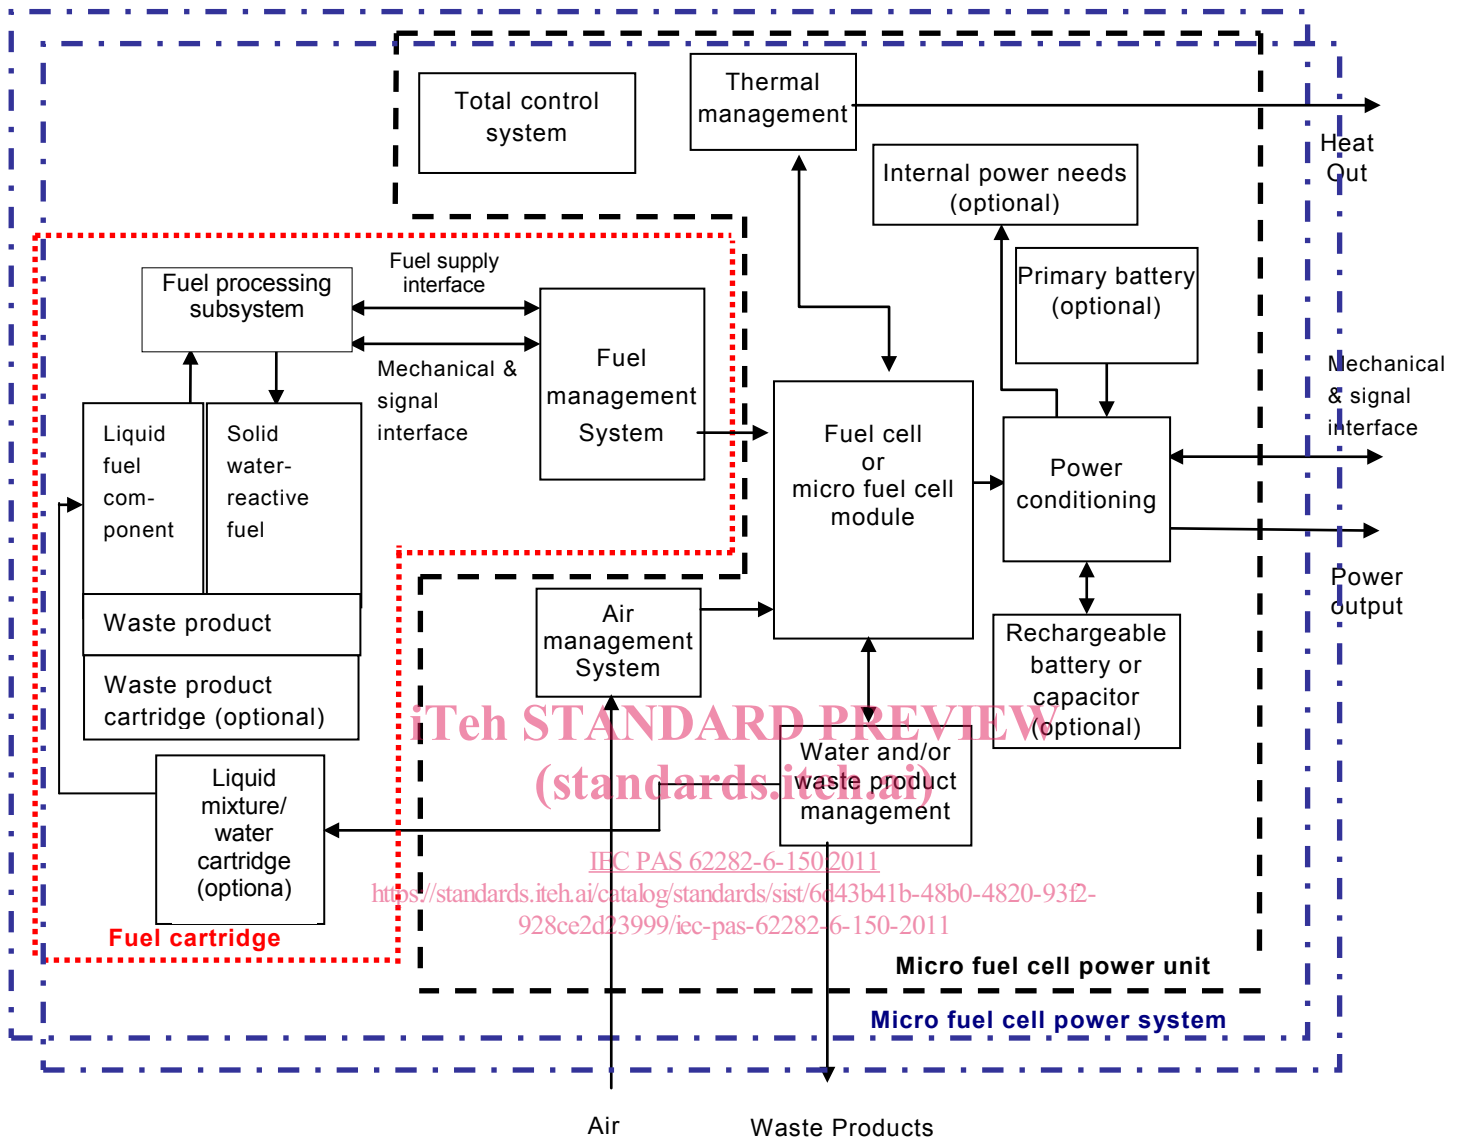 Total control
system
Thermal
management
Heat
Out
Internal power needs
(optional)
Primary battery
(optional)
Fuel supply
interface
Fuel processing
subsystem
Mechanical &
signal
interface
Fuel
management
System
Mechanical
& signal
interface
Liquid
fuel
com-
ponent
Solid
water-
reactive
fuel
Fuel cell
or
micro fuel cell
module
Power
conditioning
Power
output
Waste product
Waste product
cartridge (optional)
Air
management
System
Rechargeable
battery or
capacitor
(optional)
iTeh STANDARD PREVIEW
(standards.iteh.ai)
Water and/or
waste product
management
Liquid
mixture/
water
cartridge
(optiona)
IEC PAS 62282-6-150:2011
https://standards.iteh.ai/catalog/standards/sist/6d43b41b-48b0-4820-93f2-
928ce2d23999/iec-pas-62282-6-150-2011
Fuel cartridge
Micro fuel cell power unit
Micro fuel cell power system
Air
Waste Products